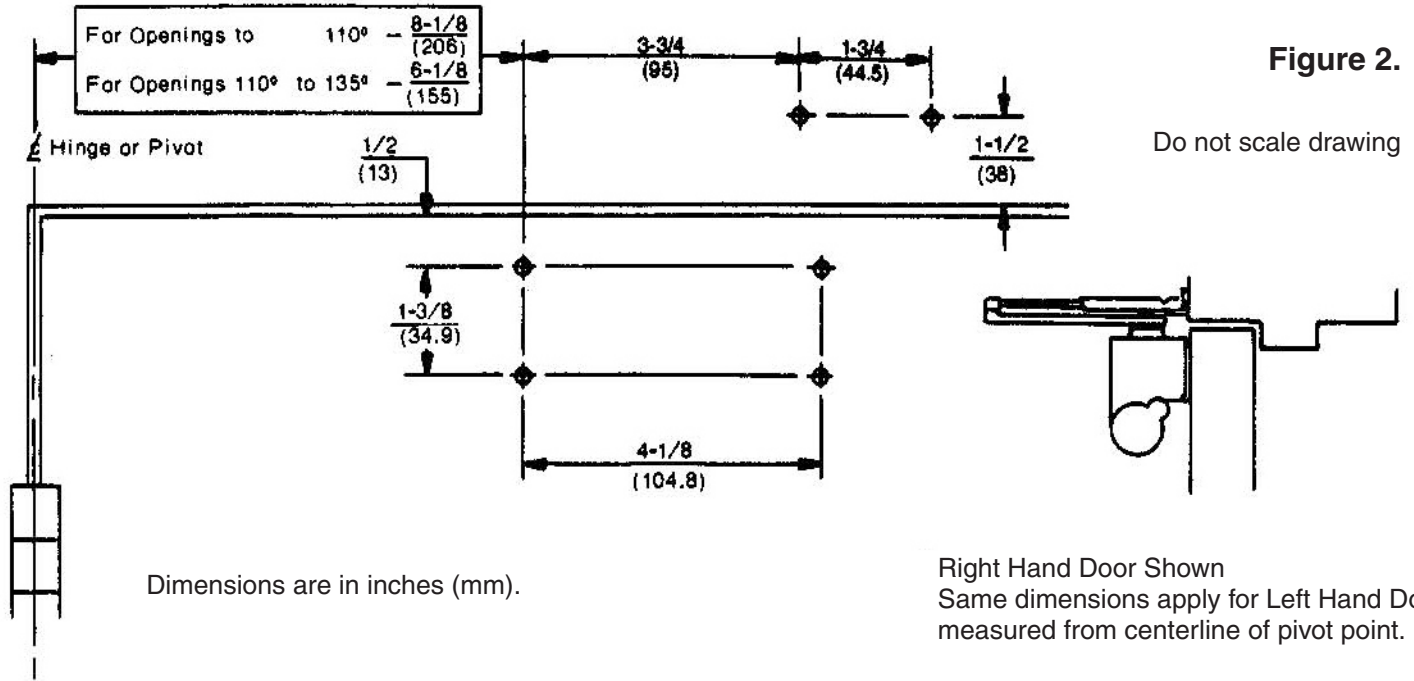 For Openings to 110° - 8-1/8
(206)
For Openings 110° to 135° - 6-1/8
(155)
3-3/4
(95)
1-3/4
(44.5)
Figure 2.
Hinge or Pivot
1/2
(13)
1-1/2
(38)
Do not scale drawing
1-3/8
(34.9)
4-1/8
(104.8)
Dimensions are in inches (mm).
Right Hand Door Shown
Same dimensions apply for Left Hand Do
measured from centerline of pivot point.